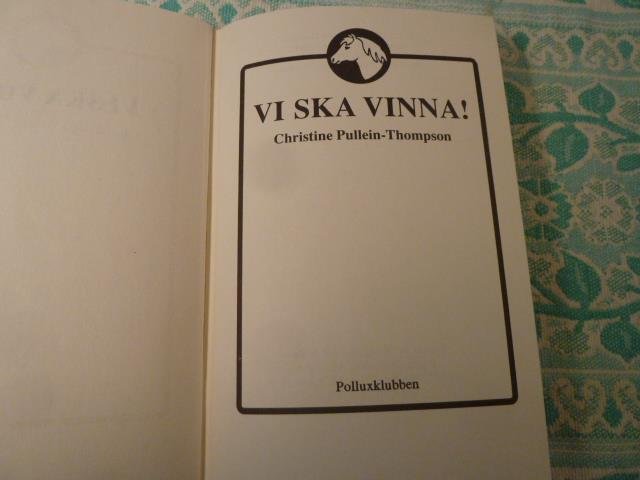 VI SKA VINNA!
Christine Pullein-Thompson
Polluxklubben